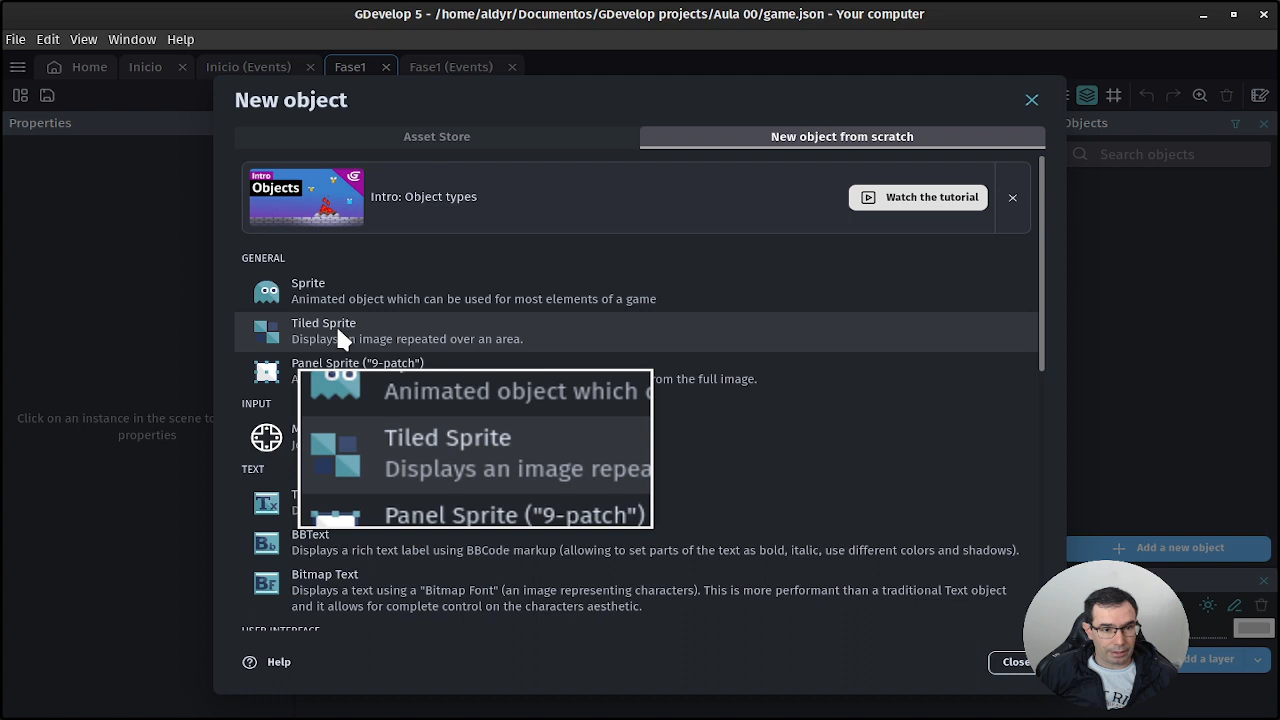 GDevelop 5 - /home/aldyr/Documentos/GDevelop projects/Aula 00/game.json - Your computer
File Edit View Window Help
Home Inicio Inicio (Events) Fase1 Fase1 (Events)
New object
Properties
Objects
Asset Store
New object from scratch
Search objects
Intro
Objects
Intro: Object types
Watch the tutorial
GENERAL
Sprite
Animated object which can be used for most elements of a game
Tiled Sprite
Displays an image repeated over an area.
Panel Sprite ("9-patch")
from the full image.
INPUT
Click on an instance in the scene to
properties
Animated object which
Tiled Sprite
Displays an image repea
Panel Sprite ("9-patch")
TEXT
Tx
BBText
Bb
Displays a rich text label using BBCode markup (allowing to set parts of the text as bold, italic, use different colors and shadows).
Add a new object
Bitmap Text
BF
Displays a text using a "Bitmap Font" (an image representing characters). This is more performant than a traditional Text object
and it allows for complete control on the characters aesthetic.
USER INTERFACE
Help
Close
dd a layer